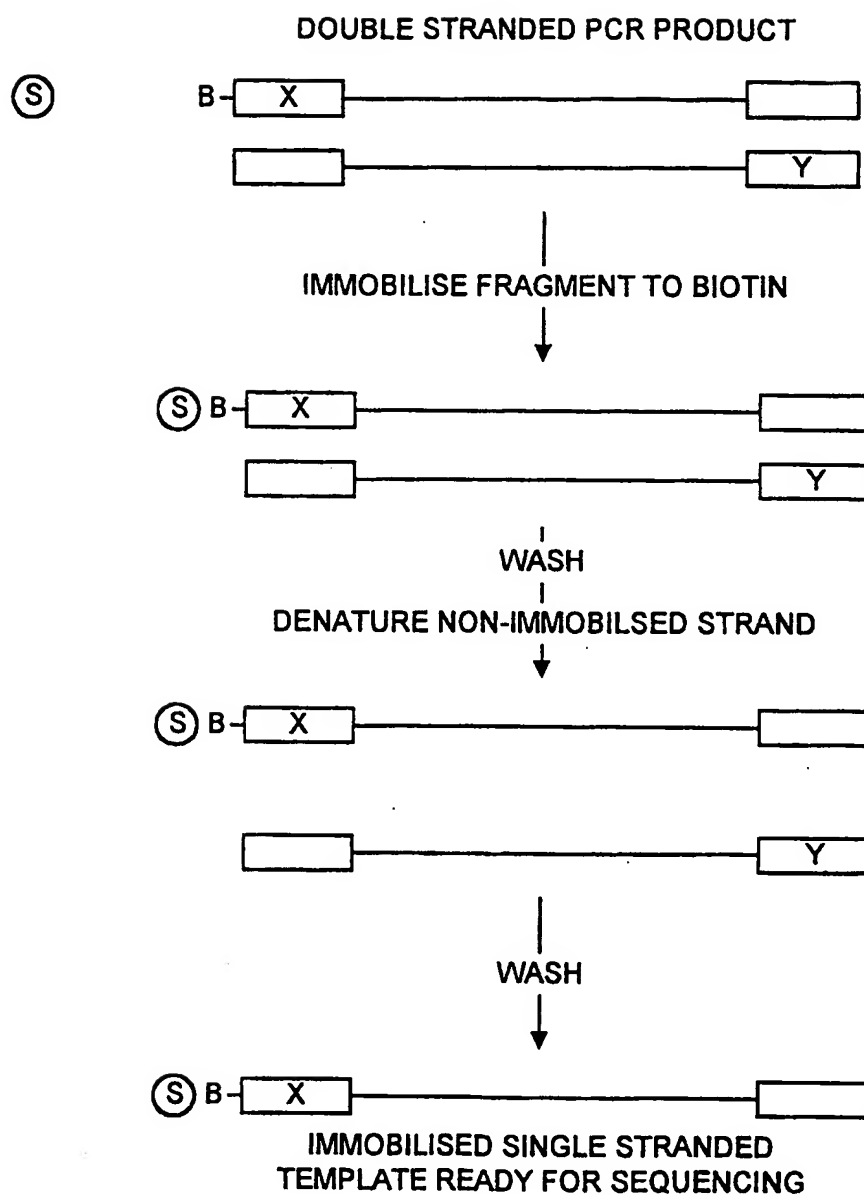 DOUBLE STRANDED PCR PRODUCT
S B X
Y
IMMOBILISE FRAGMENT TO BIOTIN
S B X
Y
WASH
DENATURE NON-IMMOBILSED STRAND
S B X
Y
WASH
S B X
IMMOBILISED SINGLE STRANDED
TEMPLATE READY FOR SEQUENCING